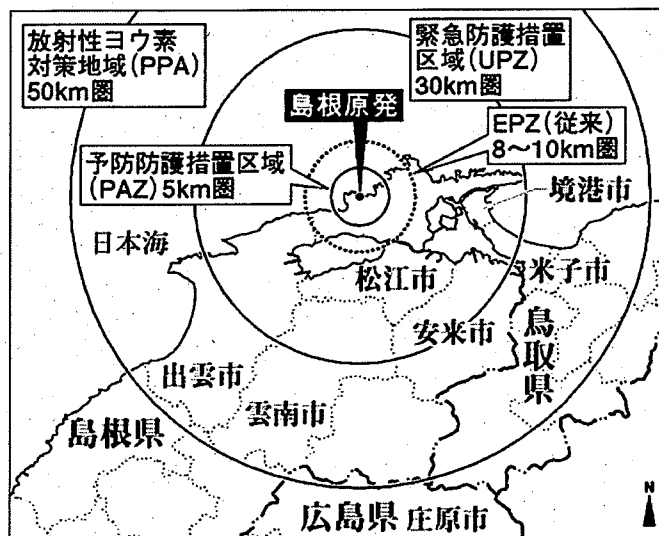 放射性ヨウ素
対策地域(PPA)
50km圏
緊急防護措置
区域(UPZ)
30km圏
島根原発
EPZ(従来)
8〜10km圏
予防防護措置区域
(PAZ)5km圏
境港市
日本海
松江市
米子市
安来市
鳥取県
出雲市
雲南市
島根県
広島県
庄原市
N